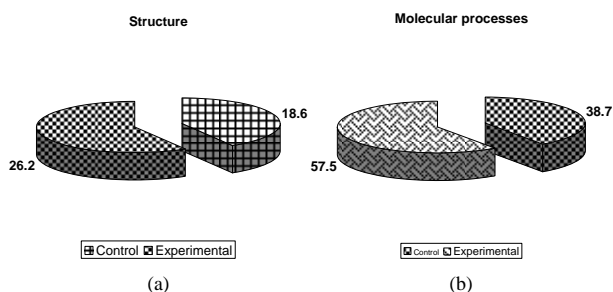 Structure
18.6
26.2
Control Experimental
(a)
Molecular processes
38.7
57.5
Control Experimental
(b)